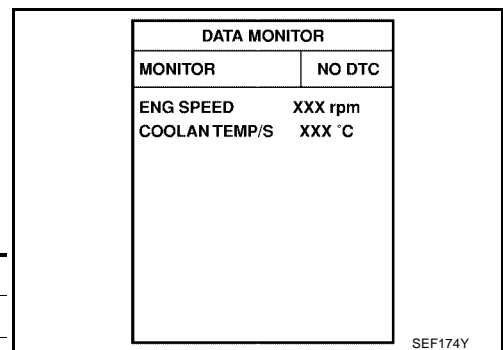 DATA MONITOR
MONITOR NO DTC
ENG SPEED XXX rpm
COOLAN TEMP/S XXX °C
SEF174Y